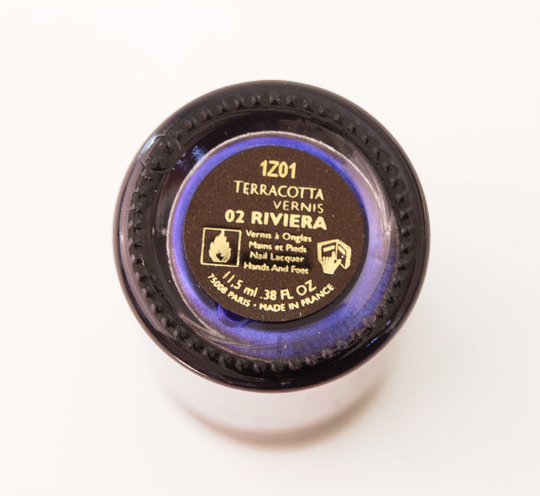 1Z01
TERRACOTTA
VERNIS
02 RIVIERA
Vernis à Ongles
Mains et Pieds
Nail Lacquer
Hands And Feet
11,5 ml .38 FL OZ
75008 PARIS • MADE IN FRANCE